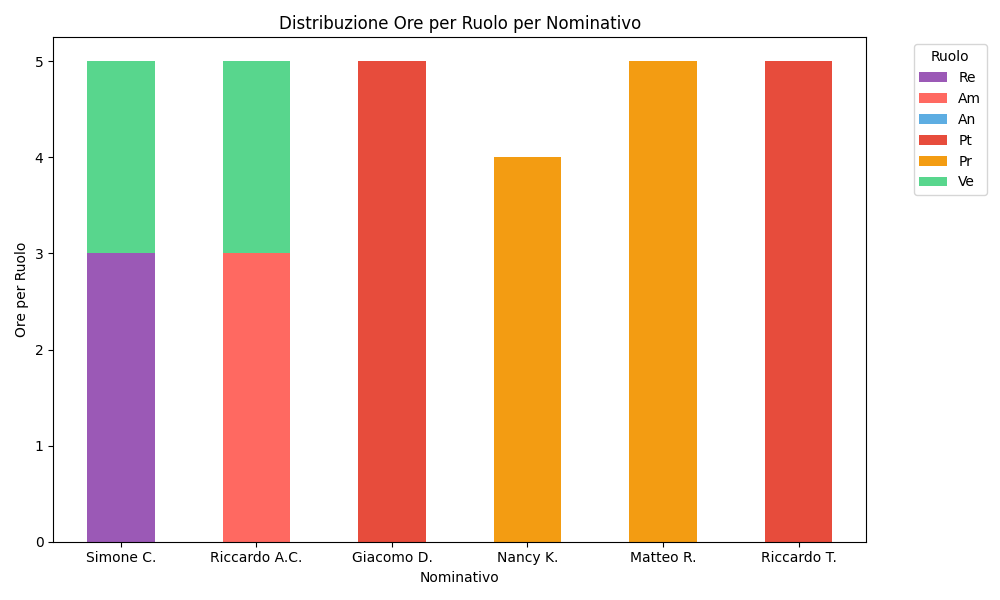 Distribuzione Ore per Ruolo per Nominativo
Ruolo
Re
Am
An
Pt
Pr
Ve
Ore per Ruolo
5
4
3
2
1
0
Simone C. Riccardo A.C. Giacomo D. Nancy K. Matteo R. Riccardo T.
Nominativo